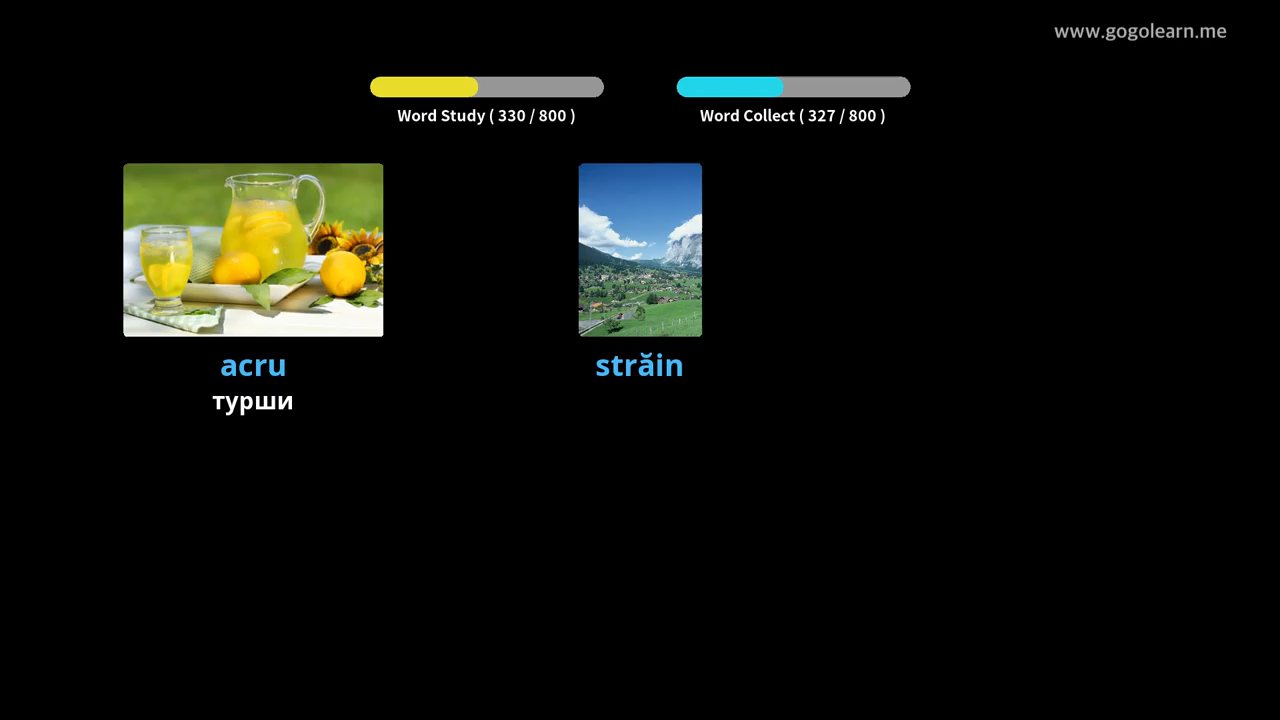 www.gogolearn.me
Word Study ( 330 / 800 )
Word Collect ( 327 / 800 )
acru
турши
străin